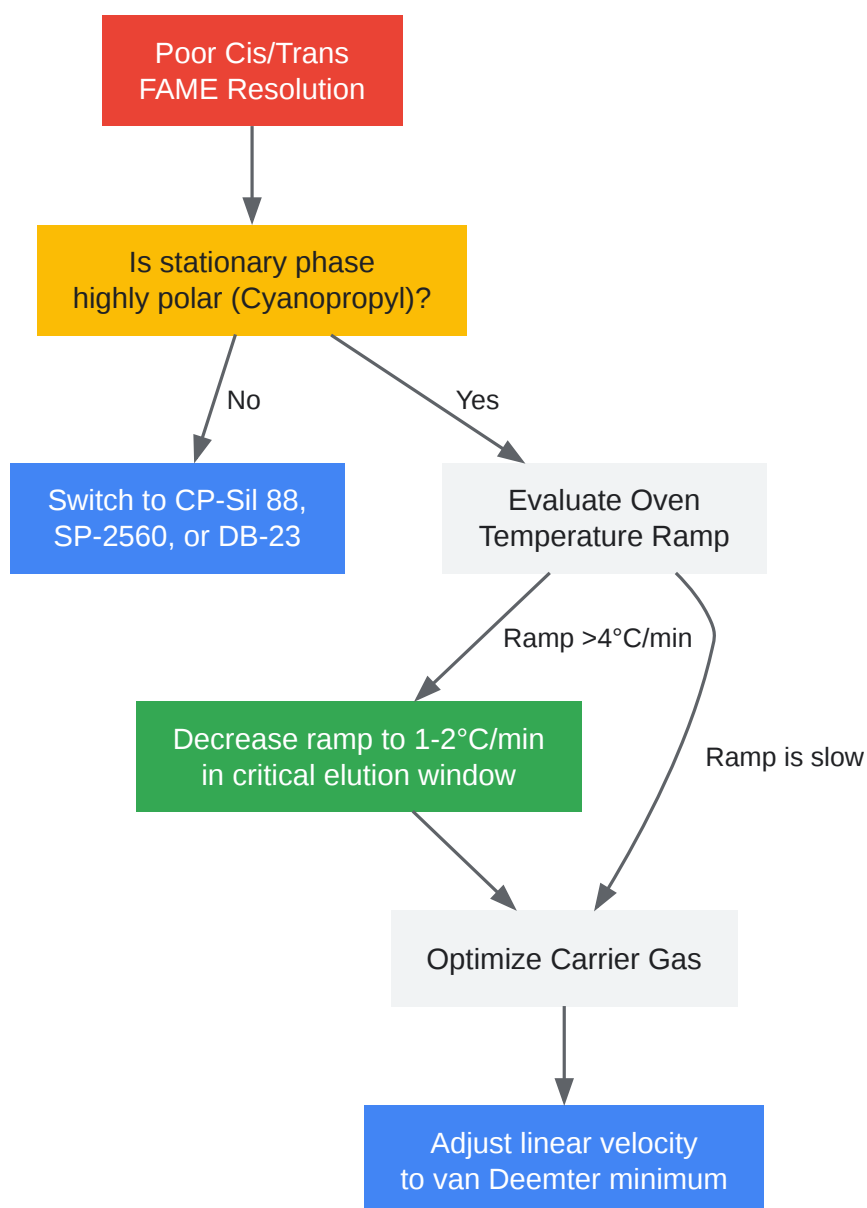 Poor Cis/Trans
FAME Resolution
Is stationary phase
highly polar (Cyanopropyl)?
No
Yes
Switch to CP-Sil 88,
SP-2560, or DB-23
Evaluate Oven
Temperature Ramp
Ramp >4°C/min
Decrease ramp to 1-2°C/min
in critical elution window
Ramp is slow
Optimize Carrier Gas
Adjust linear velocity
to van Deemter minimum